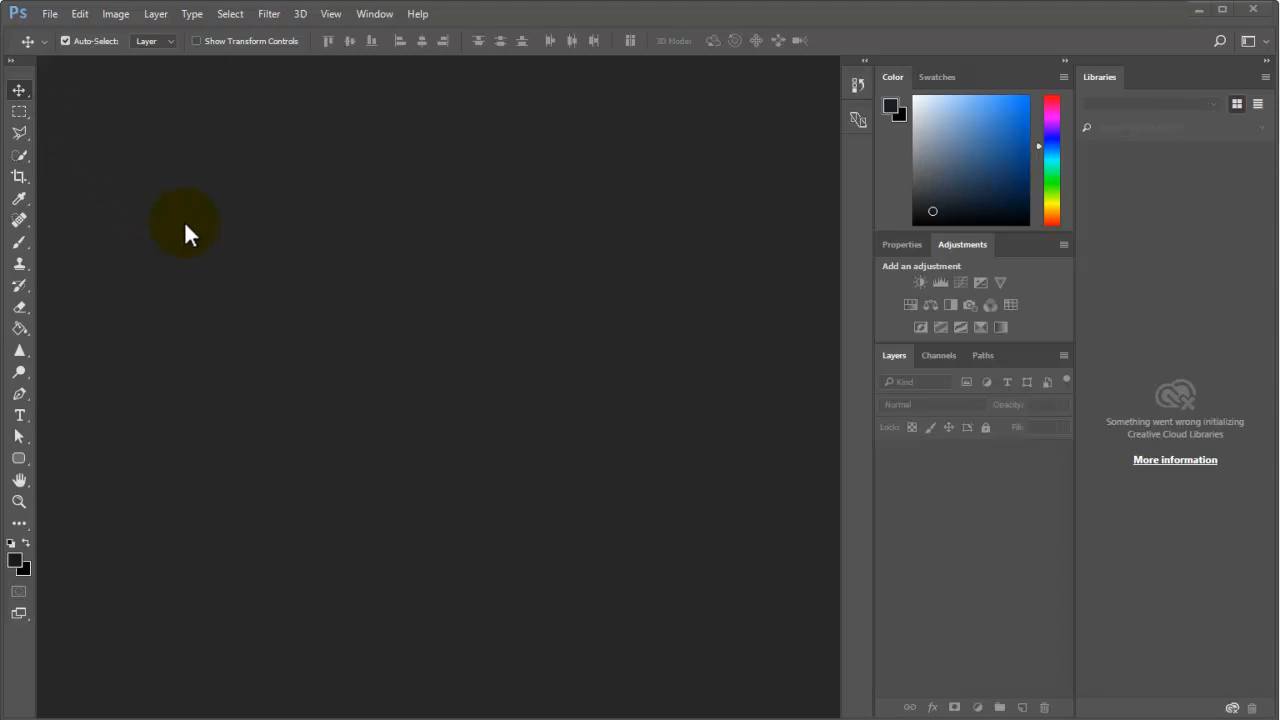 Ps File Edit Image Layer Type Select Filter 3D View Window Help
Auto-Select: Layer Show Transform Controls 3D Mode:
Color Swatches
Libraries
Properties Adjustments
Add an adjustment
Layers Channels Paths
Kind
Normal Opacity:
Lock: Fill:
Something went wrong initializing
Creative Cloud Libraries
More information